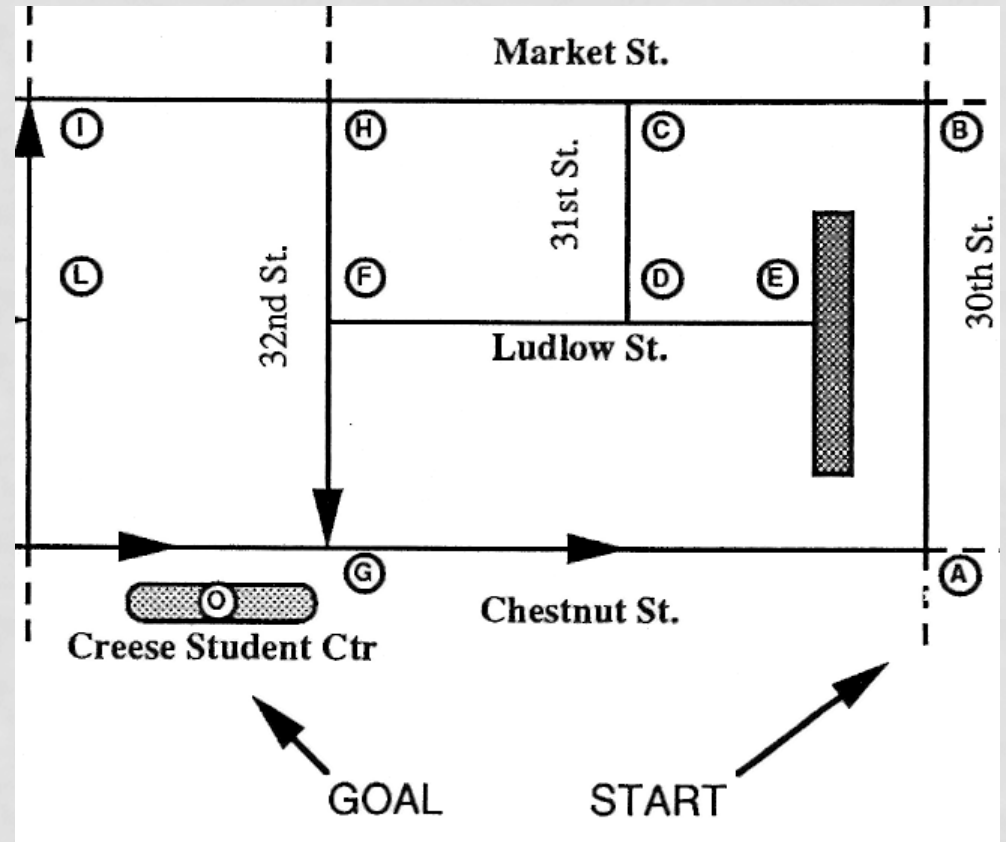 Market St.
I
H
C
B
31st St.
L
F
D
E
32nd St.
30th St.
Ludlow St.
G
A
O
Chestnut St.
Creese Student Ctr
GOAL
START